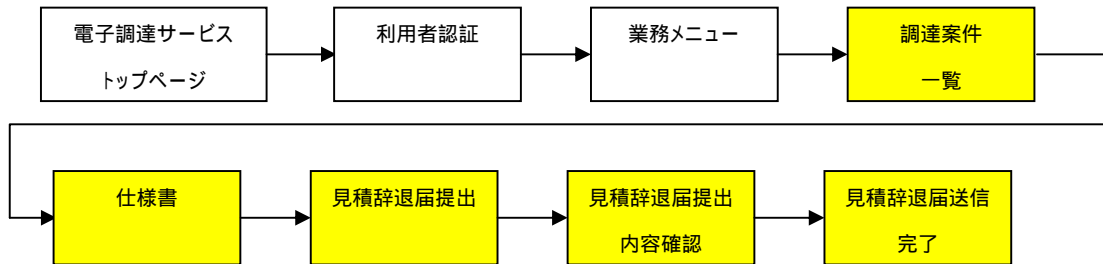 電子調達サービス
トップページ
利用者認証
業務メニュー
調達案件
一覧
仕様書
見積辞退届提出
見積辞退届提出
内容確認
見積辞退届送信
完了